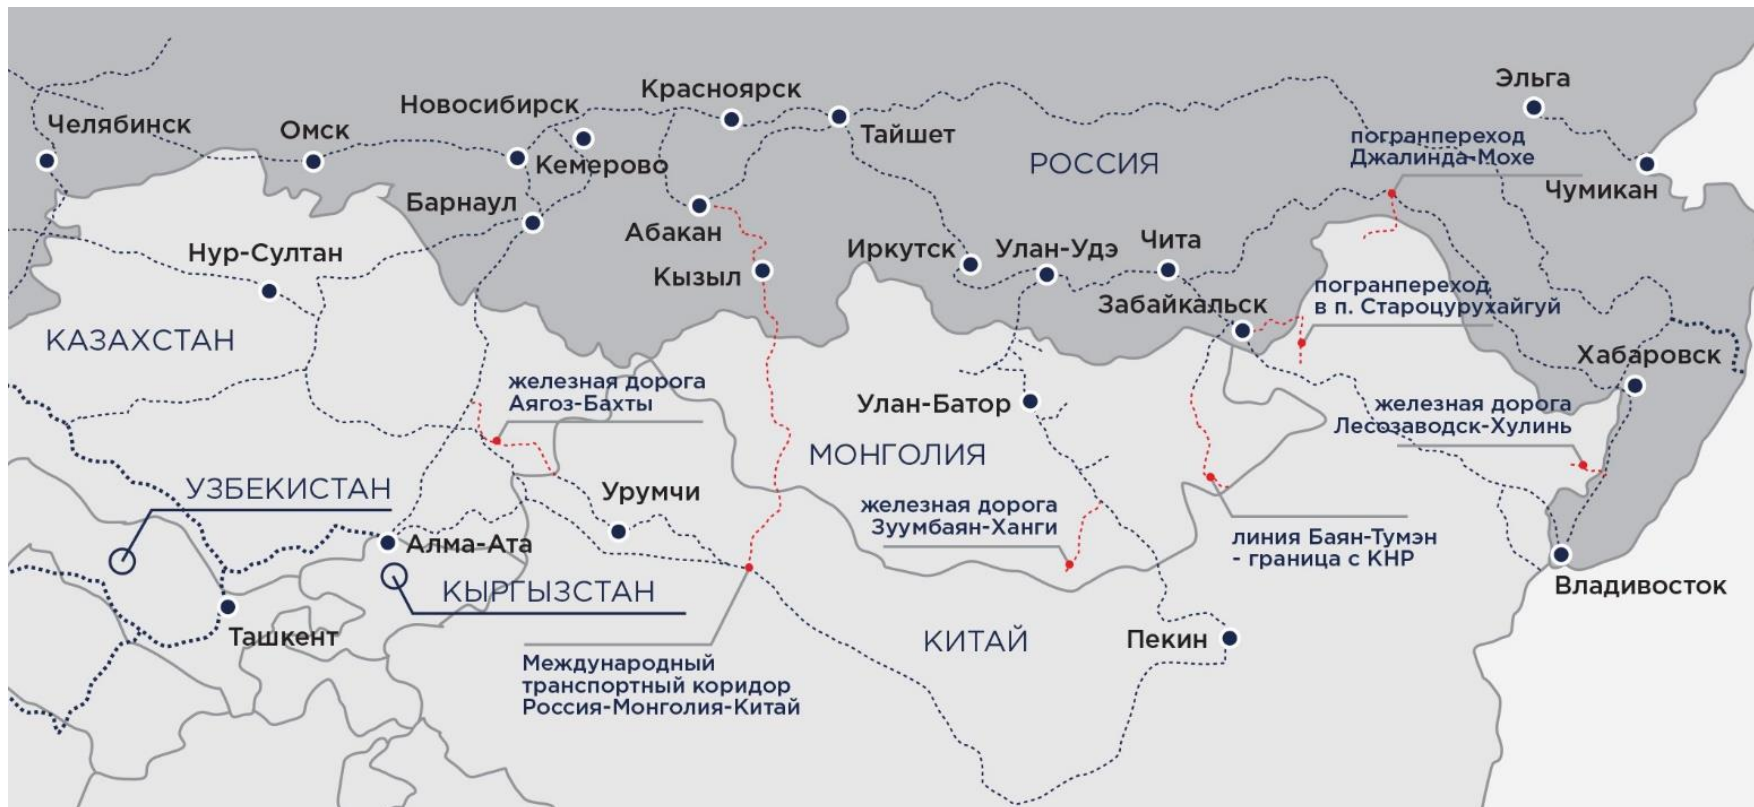 Эльга
Красноярск
Новосибирск
Челябинск
Омск
Тайшет
погранпереход
Джалинда-Мохе
РОССИЯ
Кемерово
Чумикан
Барнаул
Абакан
Нур-Султан
Иркутск
Улан-Удэ
Чита
Кызыл
Забайкальск
погранпереход
в п. Староцурухайгуй
КАЗАХСТАН
Хабаровск
железная дорога
Аягоз-Бахты
Улан-Батор
железная дорога
Лесозаводск-Хулинь
МОНГОЛИЯ
УЗБЕКИСТАН
Урумчи
железная дорога
Зуумбаян-Ханги
линия Баян-Тумэн
- граница с КНР
Алма-Ата
КЫРГЫЗСТАН
Владивосток
Ташкент
КИТАЙ
Пекин
Международный
транспортный коридор
Россия-Монголия-Китай